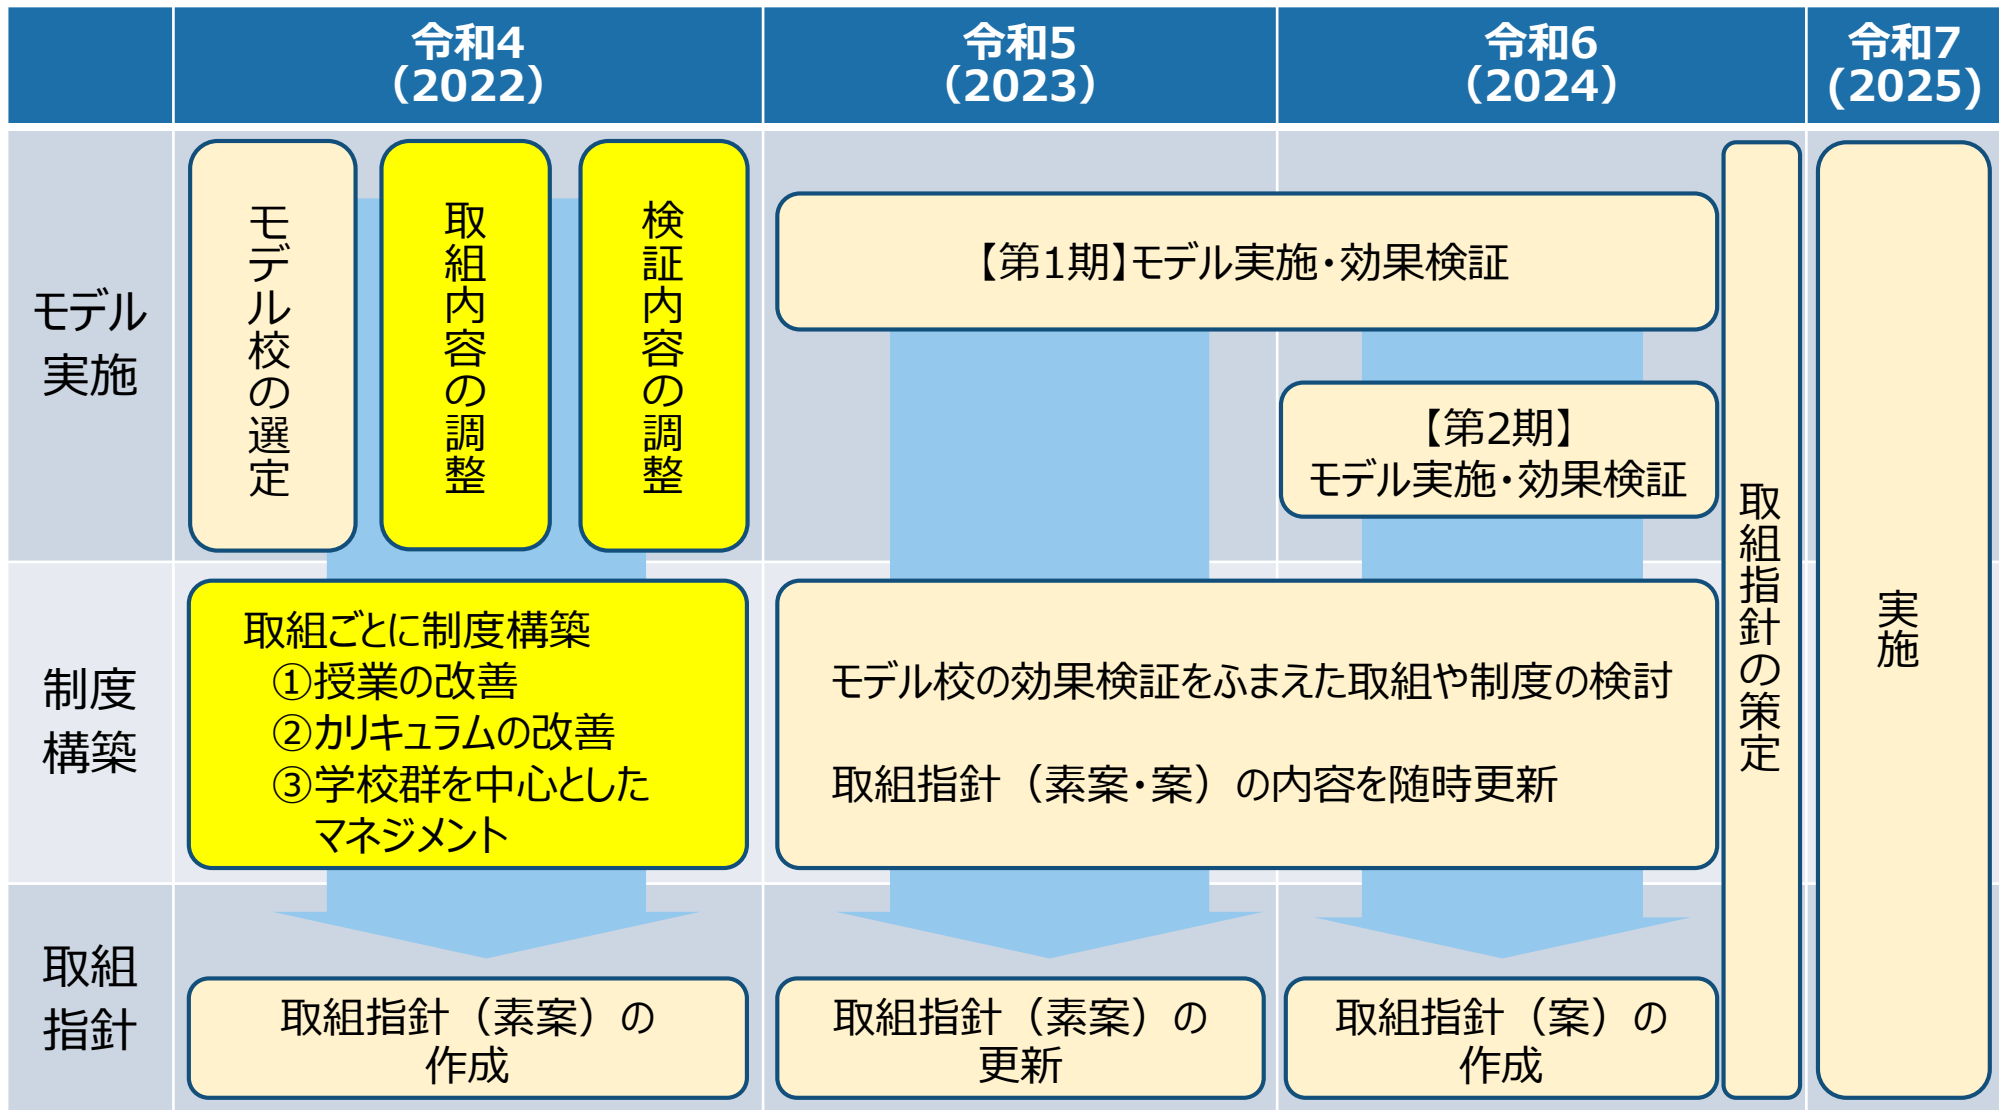 令和4
（2022）
令和5
（2023）
令和6
（2024）
令和7
（2025）
モデル
実施
モデル校の選定
取組内容の調整
検証内容の調整
【第1期】モデル実施・効果検証
【第2期】
モデル実施・効果検証
取組指針の策定
実施
制度
構築
取組ごとに制度構築
①授業の改善
②カリキュラムの改善
③学校群を中心とした
マネジメント
モデル校の効果検証をふまえた取組や制度の検討
取組指針（素案・案）の内容を随時更新
取組
指針
取組指針（素案）の
作成
取組指針（素案）の
更新
取組指針（案）の
作成